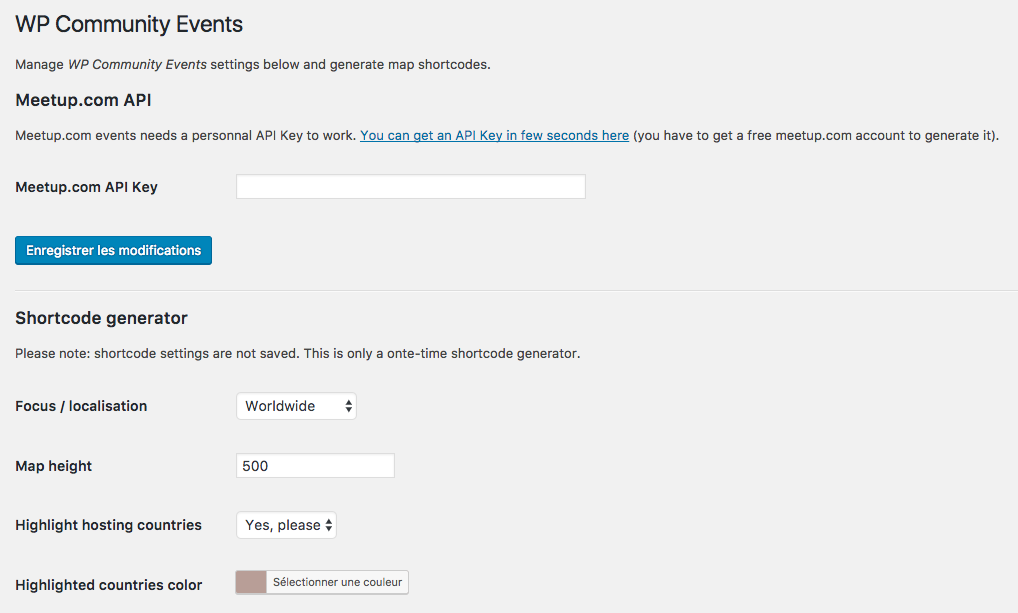 WP Community Events
Manage WP Community Events settings below and generate map shortcodes.
Meetup.com API
Meetup.com events needs a personnal API Key to work. You can get an API Key in few seconds here (you have to get a free meetup.com account to generate it).
Meetup.com API Key
Enregistrer les modifications
Shortcode generator
Please note: shortcode settings are not saved. This is only a onte-time shortcode generator.
Focus / localisation Worldwide
Map height 500
Highlight hosting countries Yes, please
Highlighted countries color Sélectionner une couleur